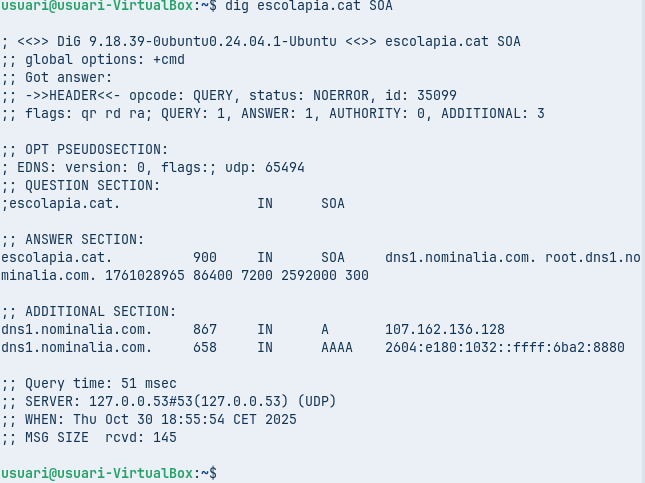 usuari@usuari-VirtualBox:~$ dig escolapia.cat SOA
; <<>> DiG 9.18.39-0ubuntu0.24.04.1-Ubuntu <<>> escolapia.cat SOA
;; global options: +cmd
;; Got answer:
;; ->>HEADER<<- opcode: QUERY, status: NOERROR, id: 35099
;; flags: qr rd ra; QUERY: 1, ANSWER: 1, AUTHORITY: 0, ADDITIONAL: 3
;; OPT PSEUDOSECTION:
; EDNS: version: 0, flags:; udp: 65494
;; QUESTION SECTION:
;escolapia.cat. IN SOA
;; ANSWER SECTION:
escolapia.cat. 900 IN SOA dns1.nominalia.com. root.dns1.no
minalia.com. 1761028965 86400 7200 2592000 300
;; ADDITIONAL SECTION:
dns1.nominalia.com. 867 IN A 107.162.136.128
dns1.nominalia.com. 658 IN AAAA 2604:e180:1032::ffff:6ba2:8880
;; Query time: 51 msec
;; SERVER: 127.0.0.53#53(127.0.0.53) (UDP)
;; WHEN: Thu Oct 30 18:55:54 CET 2025
;; MSG SIZE  rcvd: 145
usuari@usuari-VirtualBox:~$